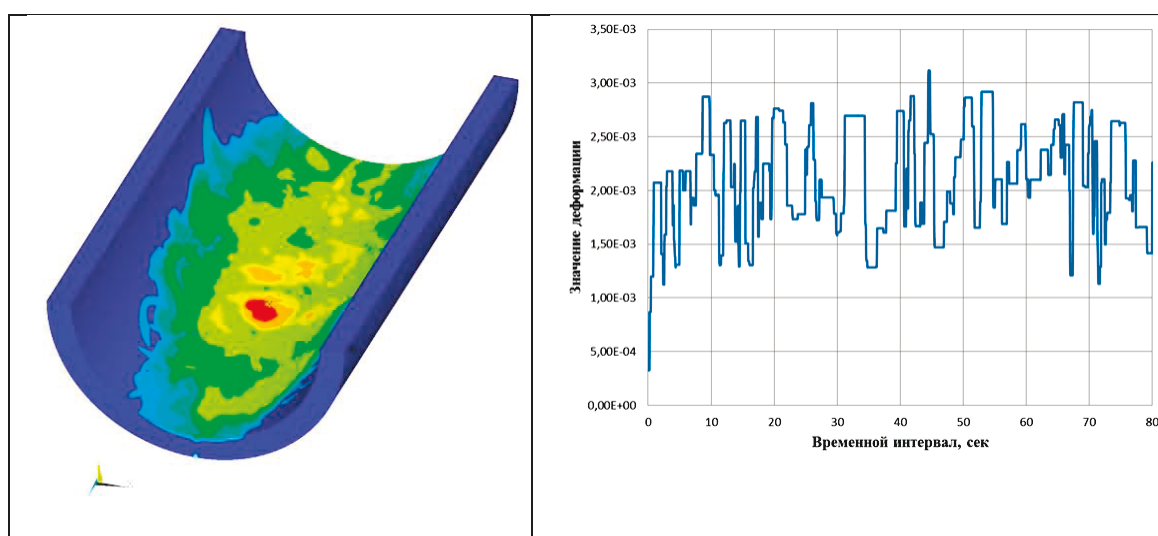 3,50E-03
3,00E-03
2,50E-03
2,00E-03
1,50E-03
1,00E-03
5,00E-04
0,00E+00
Значение деформации
0 10 20 30 40 50 60 70 80
Временной интервал, сек